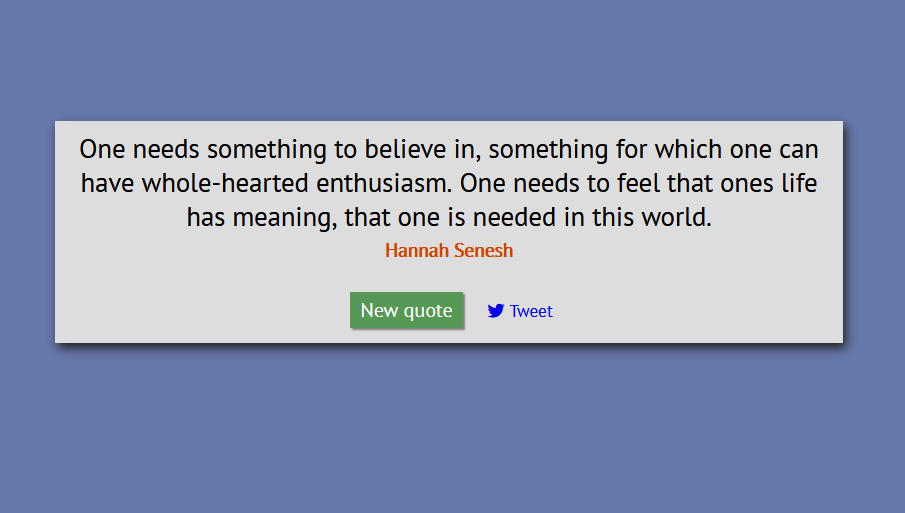 One needs something to believe in, something for which one can
have whole-hearted enthusiasm. One needs to feel that ones life
has meaning, that one is needed in this world.
Hannah Senesh
New quote Tweet